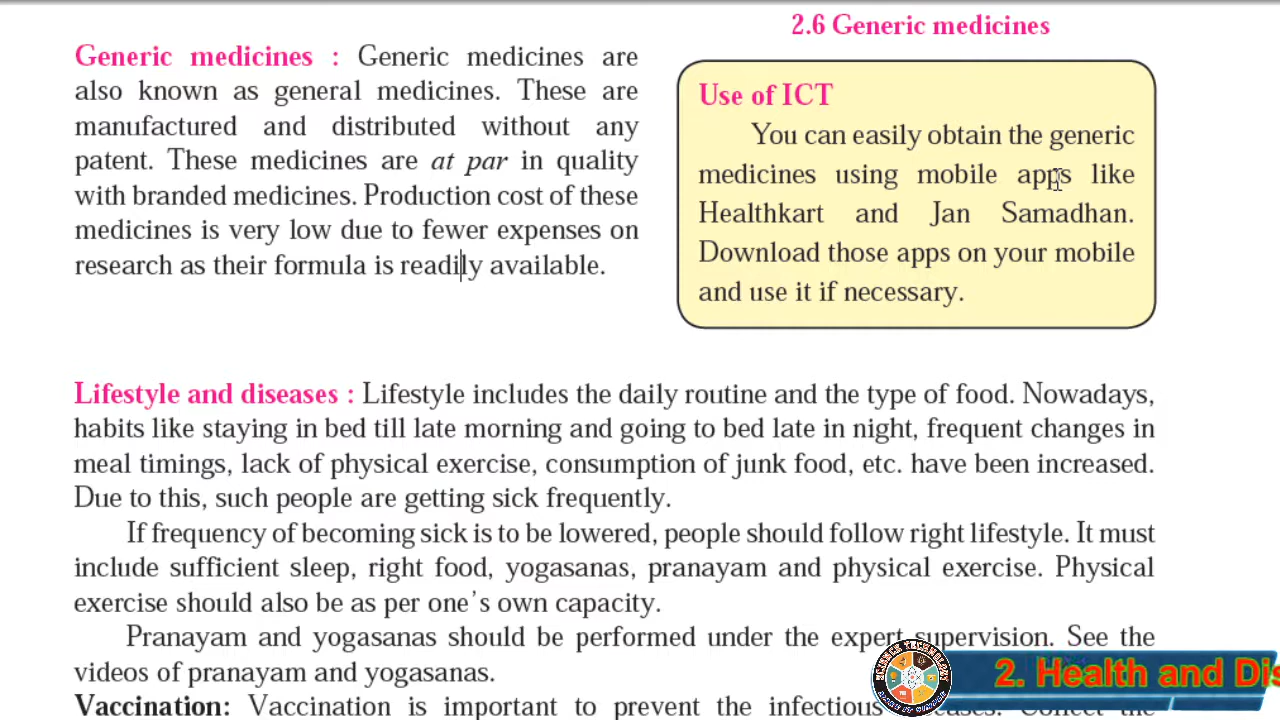 2.6 Generic medicines
Generic medicines : Generic medicines are
also known as general medicines. These are
manufactured and distributed without any
patent. These medicines are at par in quality
with branded medicines. Production cost of these
medicines is very low due to fewer expenses on
research as their formula is readily available.
Use of ICT
You can easily obtain the generic
medicines using mobile apps like
Healthkart and Jan Samadhan.
Download those apps on your mobile
and use it if necessary.
Lifestyle and diseases : Lifestyle includes the daily routine and the type of food. Nowadays,
habits like staying in bed till late morning and going to bed late in night, frequent changes in
meal timings, lack of physical exercise, consumption of junk food, etc. have been increased.
Due to this, such people are getting sick frequently.
If frequency of becoming sick is to be lowered, people should follow right lifestyle. It must
include sufficient sleep, right food, yogasanas, pranayam and physical exercise. Physical
exercise should also be as per one's own capacity.
Pranayam and yogasanas should be performed under the expert supervision. See the
videos of pranayam and yogasanas.
Vaccination: Vaccination is important to prevent the infectious
2. Health and Dis
SCIENCE TECHNOLOGY